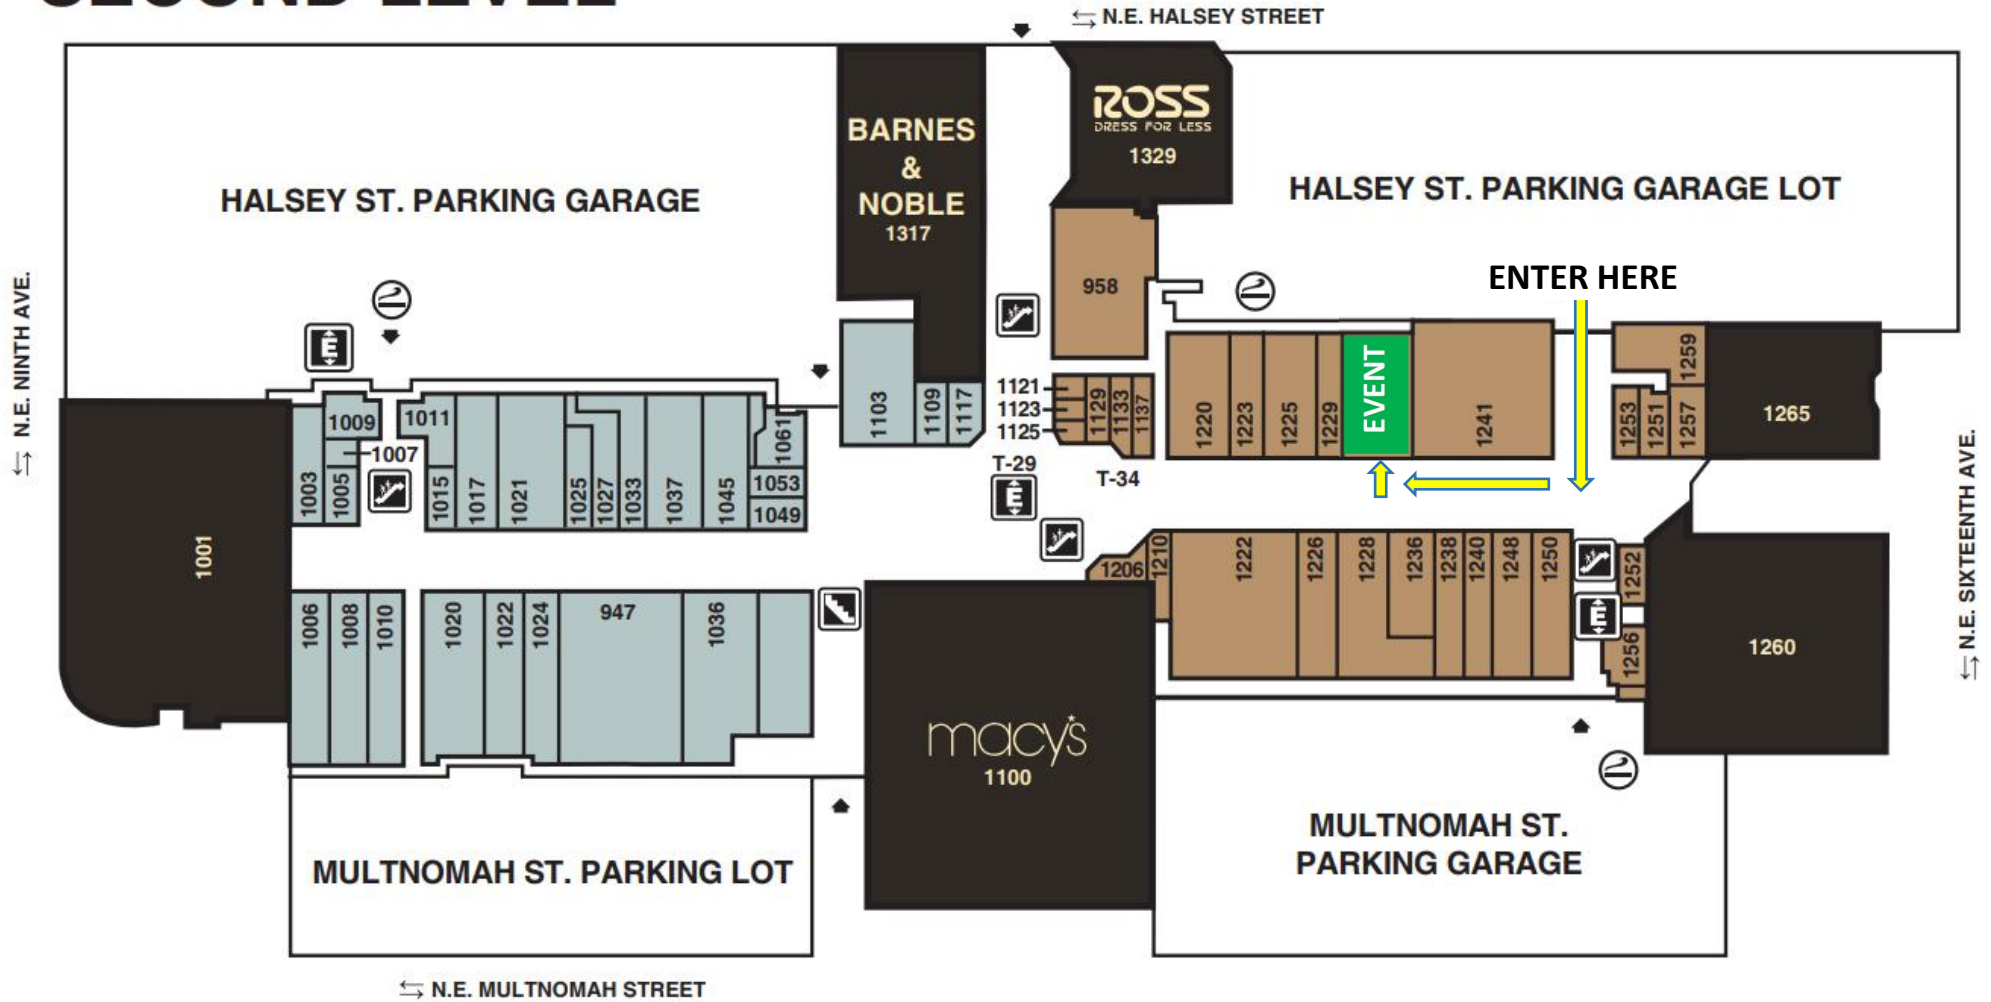 SECOND LEVEL
⇆ N.E. HALSEY STREET
ROSS
DRESS FOR LESS
1329
BARNES
&
NOBLE
1317
HALSEY ST. PARKING GARAGE
HALSEY ST. PARKING GARAGE LOT
ENTER HERE
958
N.E. NINTH AVE.
E
1009
1011
1007
1003
1005
1015
1017
1021
1025
1027
1033
1037
1045
1061
1053
1049
1103
1109
1117
1121
1123
1125
1129
1133
1137
T-29
E
T-34
1220
1223
1225
1229
EVENT
1241
1253
1251
1257
1259
1265
N.E. SIXTEENTH AVE.
1001
1006
1008
1010
1020
1022
1024
947
1036
1206
1210
1222
1226
1228
1236
1238
1240
1248
1250
1252
E
1256
1260
macy's
1100
MULTNOMAH ST. PARKING LOT
MULTNOMAH ST.
PARKING GARAGE
⇆ N.E. MULTNOMAH STREET